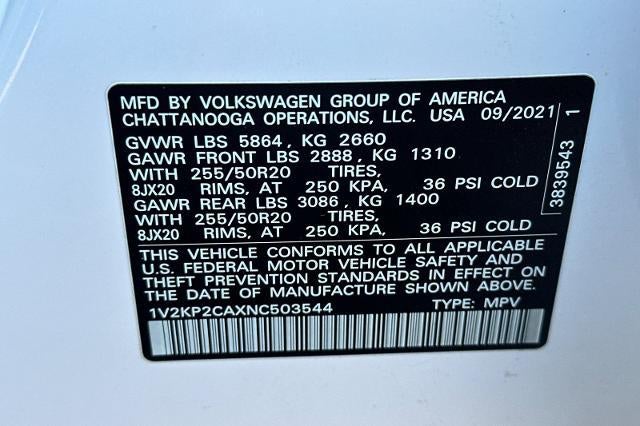 MFD BY VOLKSWAGEN GROUP OF AMERICA
CHATTANOOGA OPERATIONS, LLC. USA 09/2021
GVWR LBS 5864, KG 2660
GAWR FRONT LBS 2888, KG 1310
WITH 255/50R20 TIRES,
8JX20 RIMS, AT 250 KPA, 36 PSI COLD
GAWR REAR LBS 3086, KG 1400
WITH 255/50R20 TIRES,
8JX20 RIMS, AT 250 KPA, 36 PSI COLD
THIS VEHICLE CONFORMS TO ALL APPLICABLE
U.S. FEDERAL MOTOR VEHICLE SAFETY AND
THEFT PREVENTION STANDARDS IN EFFECT ON
THE DATE OF MANUFACTURE SHOWN ABOVE.
1V2KP2CAXNC503544 TYPE: MPV
3839543 1